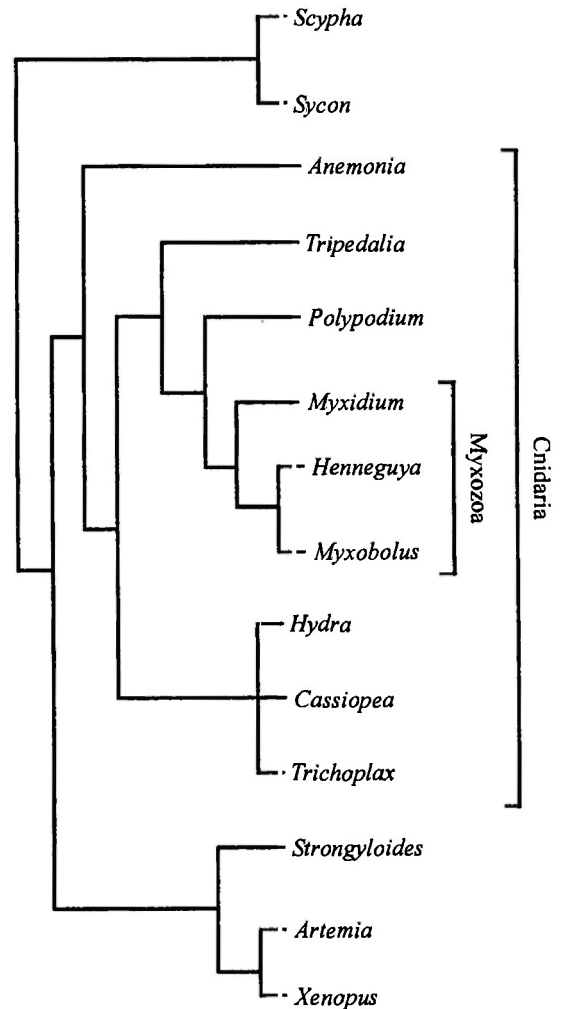 Scypha
Sycon
Anemonia
Tripedalia
Polypodium
Myxidium
Henneguya
Myxobolus
Myxozoa
Cnidaria
Hydra
Cassiopea
Trichoplax
Strongyloides
Artemia
Xenopus